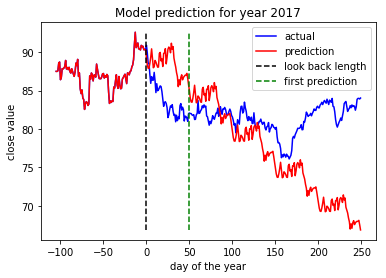 Model prediction for year 2017
actual
prediction
look back length
first prediction
close value
90
85
80
75
70
-100 -50 0 50 100 150 200 250
day of the year